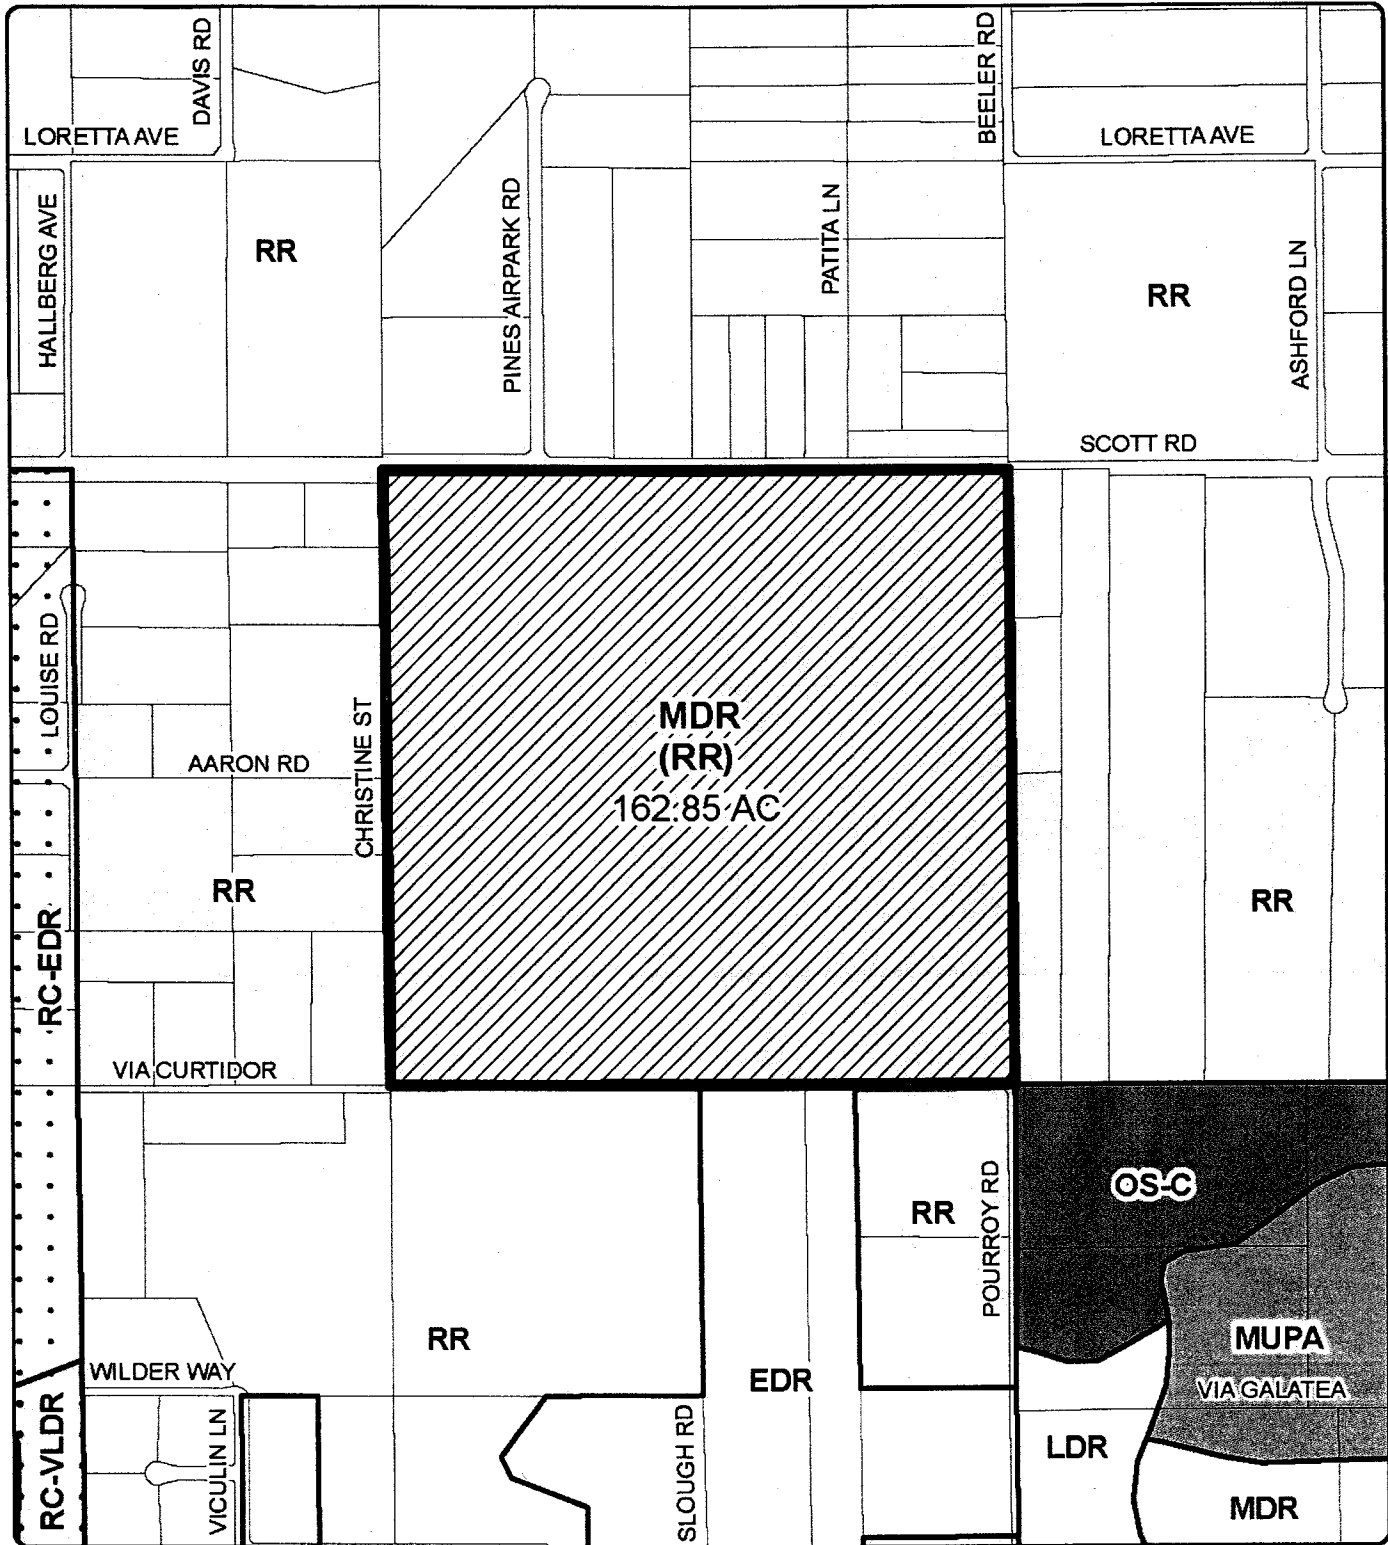 DAVIS RD
BEELER RD
LORETTA AVE
LORETTA AVE
HALLBERG AVE
RR
PINES AIRPARK RD
PATITA LN
RR
ASHFORD LN
SCOTT RD
LOUISE RD
AARON RD
CHRISTINE ST
MDR
(RR)
162.85 AC
RR
RR
RC-EDR
VIA CURTIDOR
OS-C
RR
POURROY RD
RR
MUPA
WILDER WAY
EDR
VIA GALATEA
RC-VLDR
VICULIN LN
SLOUGH RD
LDR
MDR